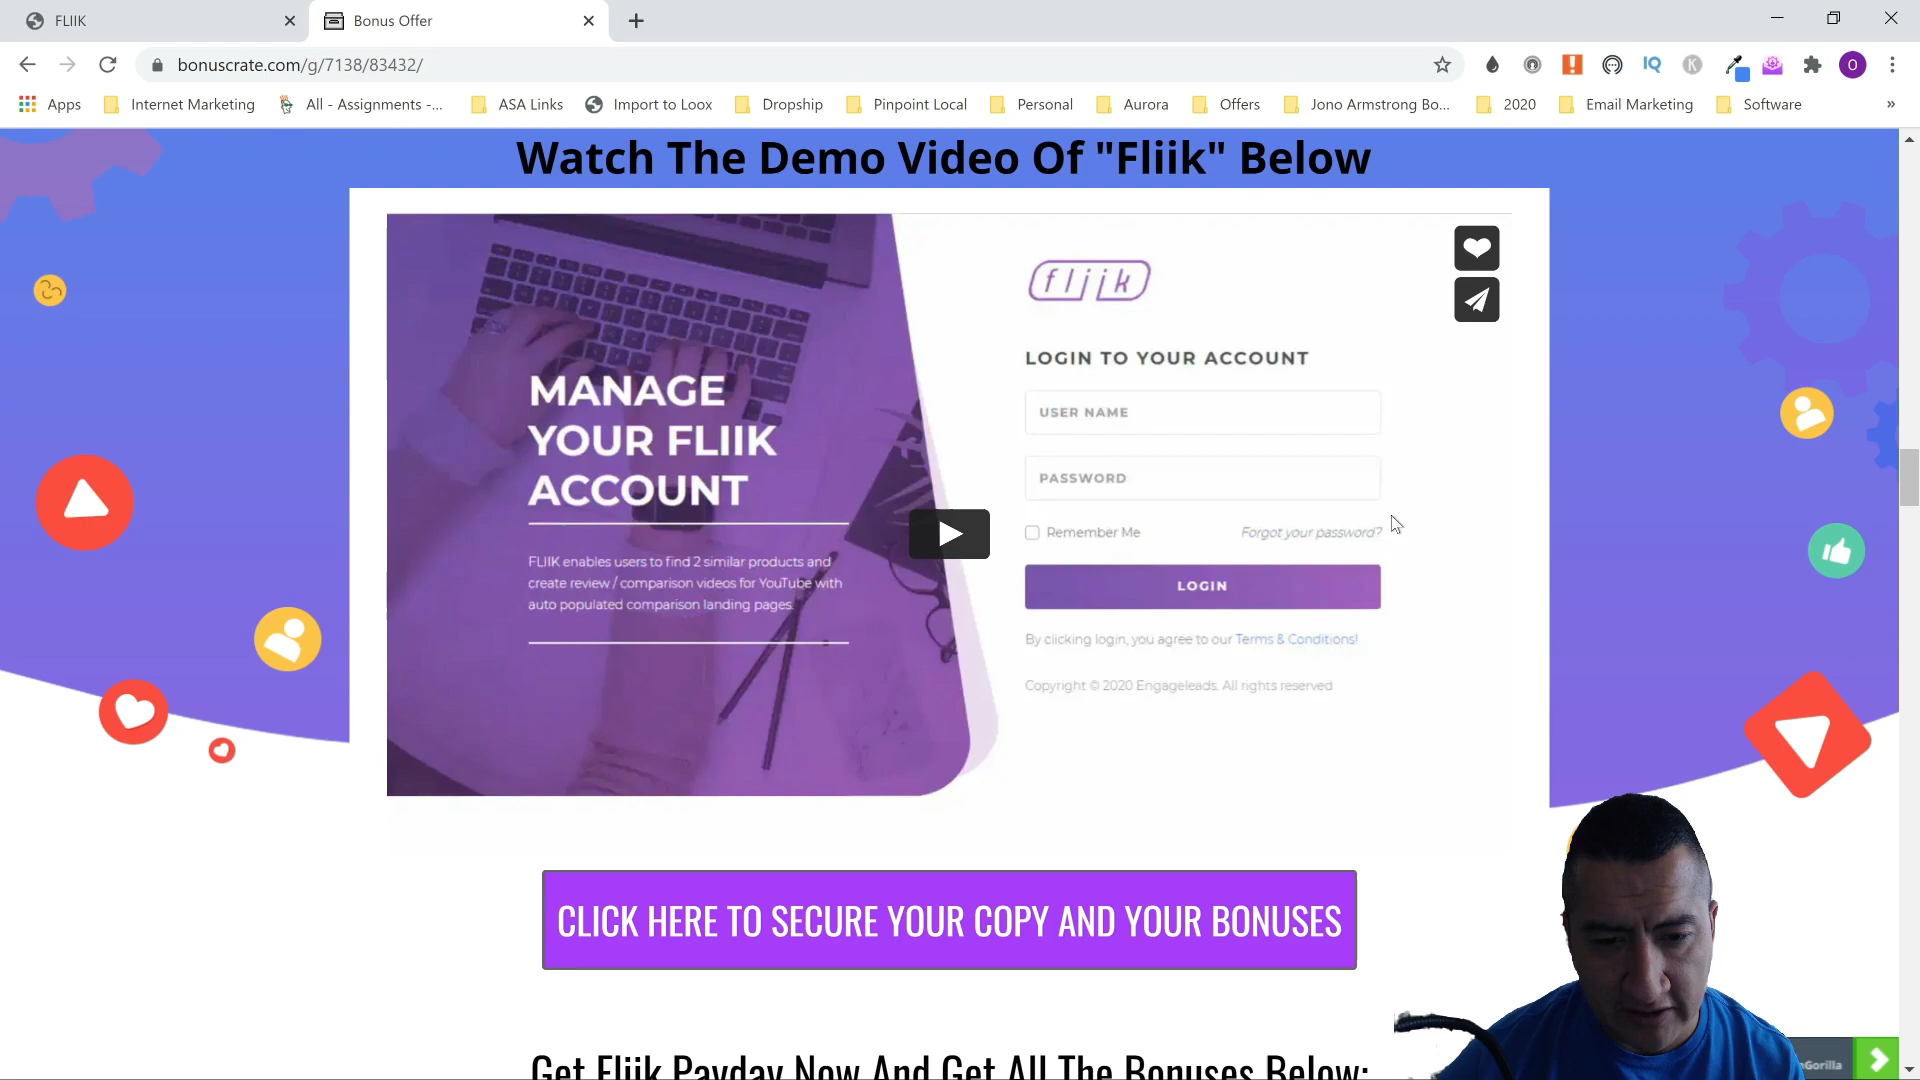 FLIIK
Bonus Offer
bonuscrate.com/g/7138/83432/
IQ
K
O
Apps
Internet Marketing
All - Assignments -...
ASA Links
Import to Loox
Dropship
Pinpoint Local
Personal
Aurora
Offers
Jono Armstrong Bo...
2020
Email Marketing
Software
»
Watch The Demo Video Of "Fliik" Below
fliik
MANAGE
YOUR FLIIK
ACCOUNT
FLIIK enables users to find 2 similar products and
create review / comparison videos for YouTube with
auto populated comparison landing pages.
LOGIN TO YOUR ACCOUNT
USER NAME
PASSWORD
Remember Me
Forgot your password?
LOGIN
By clicking login, you agree to our Terms & Conditions!
Copyright © 2020 Engageleads. All rights reserved
CLICK HERE TO SECURE YOUR COPY AND YOUR BONUSES
Get Fliik Payday Now And Get All The Bonuses Below:
Gorilla